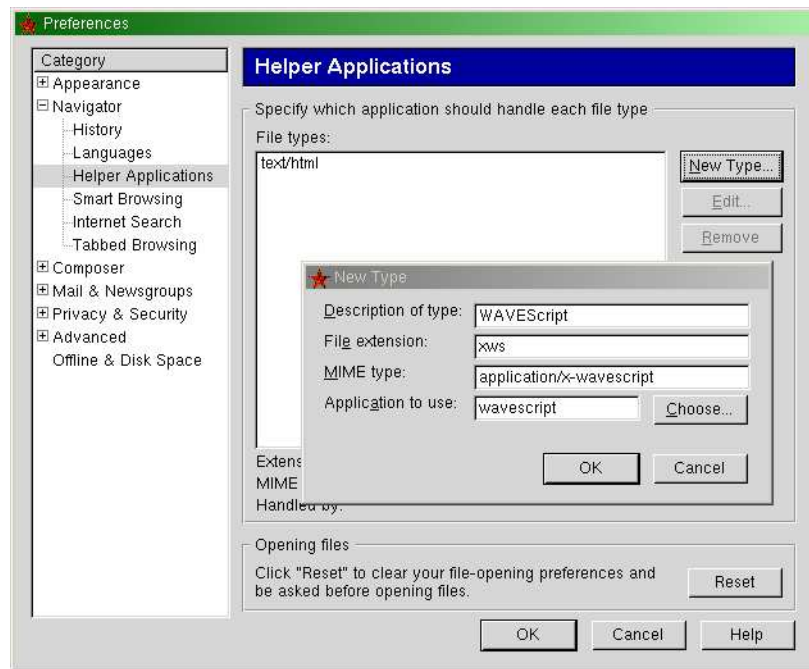 Preferences
Category
Appearance
Navigator
History
Languages
Helper Applications
Smart Browsing
Internet Search
Tabbed Browsing
Composer
Mail & Newsgroups
Privacy & Security
Advanced
Offline & Disk Space
Helper Applications
Specify which application should handle each file type
File types:
text/html
New Type...
Edit...
Remove
New Type
Description of type: WAVEScript
File extension: xws
MIME type: application/x-wavescript
Application to use: wavescript Choose...
OK Cancel
Extens
MIME
Handled by:
Opening files
Click "Reset" to clear your file-opening preferences and
be asked before opening files.
Reset
OK Cancel Help